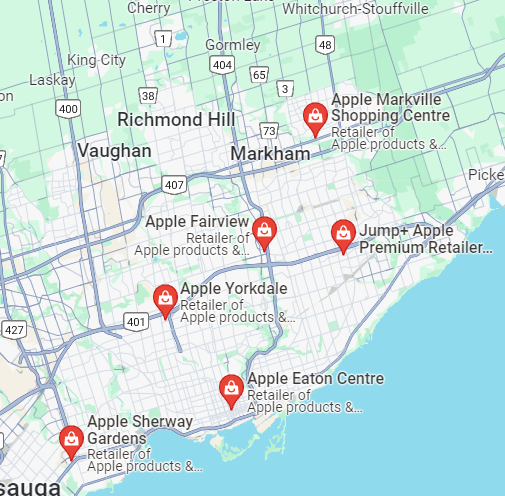 Cherry
Whitchurch-Stouffville
Gormley
48
1
King City
404
65
Laskay
3
38
400
Apple Markville
Shopping Centre
Retailer of
Apple products &...
Richmond Hill
73
Vaughan
Markham
407
Picke
Apple Fairview
Retailer of
Apple products &...
Jump+ Apple
Premium Retailer...
Apple Yorkdale
Retailer of
Apple products &...
401
427
Apple Eaton Centre
Retailer of
Apple products &...
Apple Sherway
Gardens
Retailer of
Apple products &...
sauga